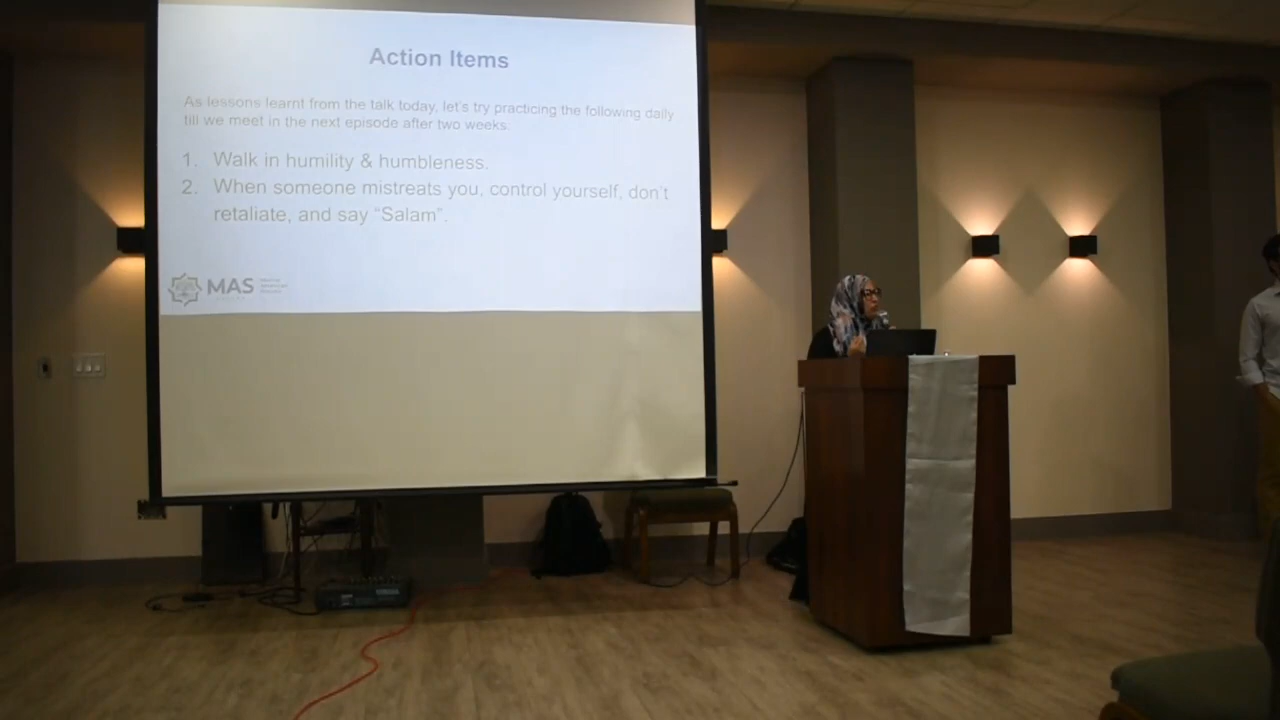 Action Items
As lessons learnt from the talk today, let's try practicing the following daily
till we meet in the next episode after two weeks.
1. Walk in humility & humbleness.
2. When someone mistreats you, control yourself, don't
retaliate, and say “Salam”.
MAS